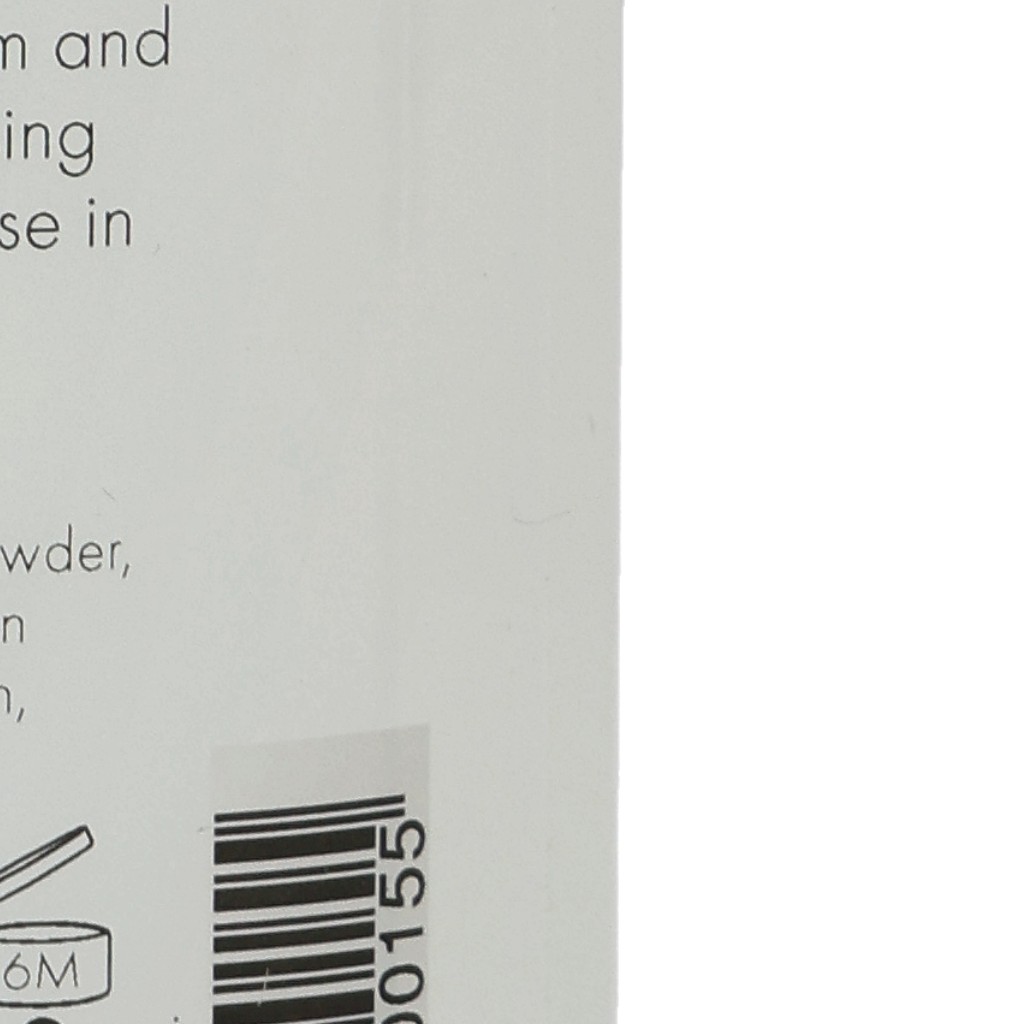 m and
ing
se in
wder,
n
n,
6M
00155